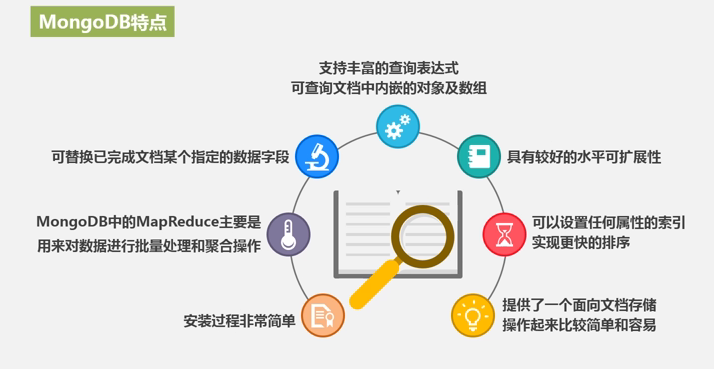 MongoDB特点
支持丰富的查询表达式
可查询文档中内嵌的对象及数组
可替换已完成文档某个指定的数据字段
具有较好的水平可扩展性
MongoDB中的MapReduce主要是
用来对数据进行批量处理和聚合操作
可以设置任何属性的索引
实现更快的排序
安装过程非常简单
提供了一个面向文档存储
操作起来比较简单和容易